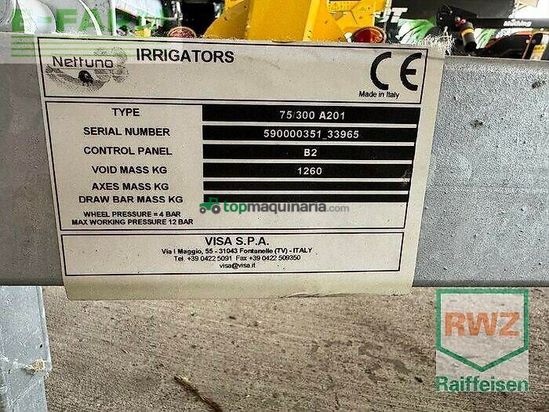 E-FARM
Nettuno
IRRIGATORS
CE
Made in Italy
TYPE 75/300 A201
SERIAL NUMBER 590000351_33965
CONTROL PANEL B2
VOID MASS KG 1260
AXES MASS KG
DRAW BAR MASS KG
WHEEL PRESSURE = 4 BAR
MAX WORKING PRESSURE 12 BAR
topmaquinaria.com
VISA S.P.A.
Via I Maggio, 55 - 31043 Fontanelle (TV) - ITALY
Tel. +39 0422 5091 Fax +39 0422 509350
visa@visa.it
RWZ
Raiffeisen